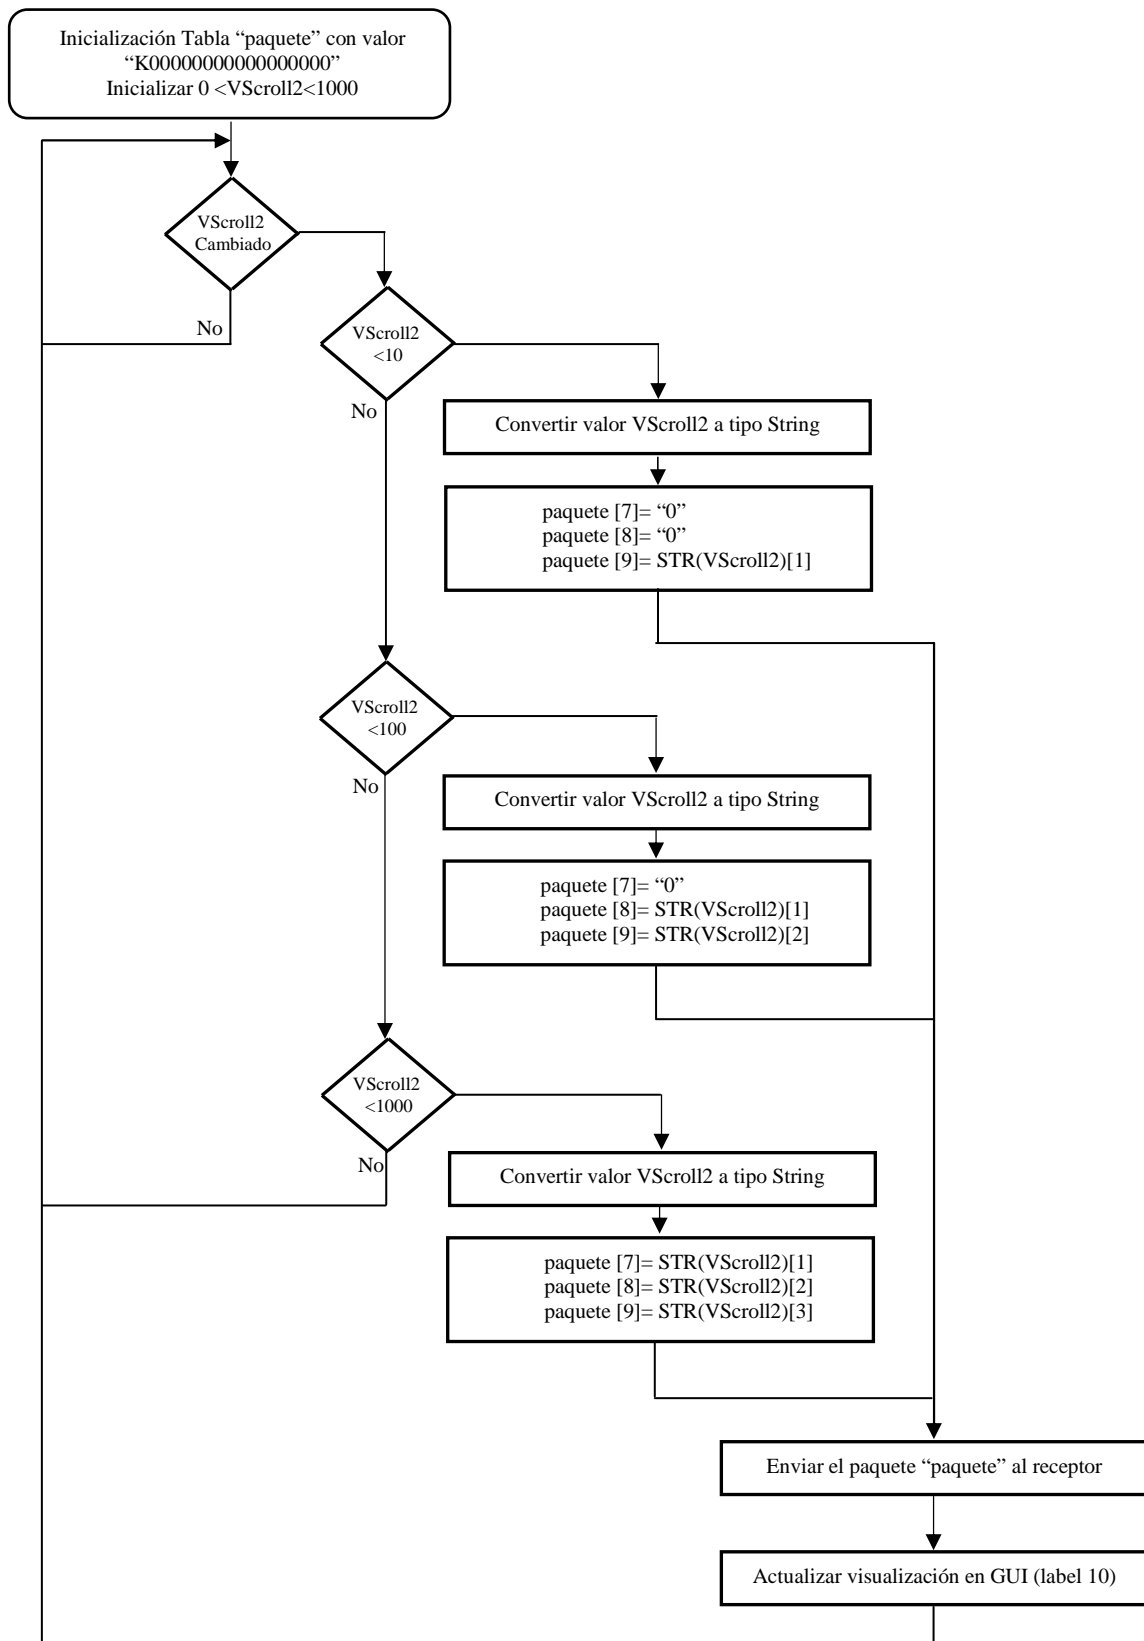 Inicialización Tabla “paquete” con valor
“K00000000000000000”
Inicializar 0 <VScroll2<1000
VScroll2
Cambiado
No
VScroll2
<10
No
Convertir valor VScroll2 a tipo String
paquete [7]= “0”
paquete [8]= “0”
paquete [9]= STR(VScroll2)[1]
VScroll2
<100
No
Convertir valor VScroll2 a tipo String
paquete [7]= “0”
paquete [8]= STR(VScroll2)[1]
paquete [9]= STR(VScroll2)[2]
VScroll2
<1000
No
Convertir valor VScroll2 a tipo String
paquete [7]= STR(VScroll2)[1]
paquete [8]= STR(VScroll2)[2]
paquete [9]= STR(VScroll2)[3]
Enviar el paquete “paquete” al receptor
Actualizar visualización en GUI (label 10)